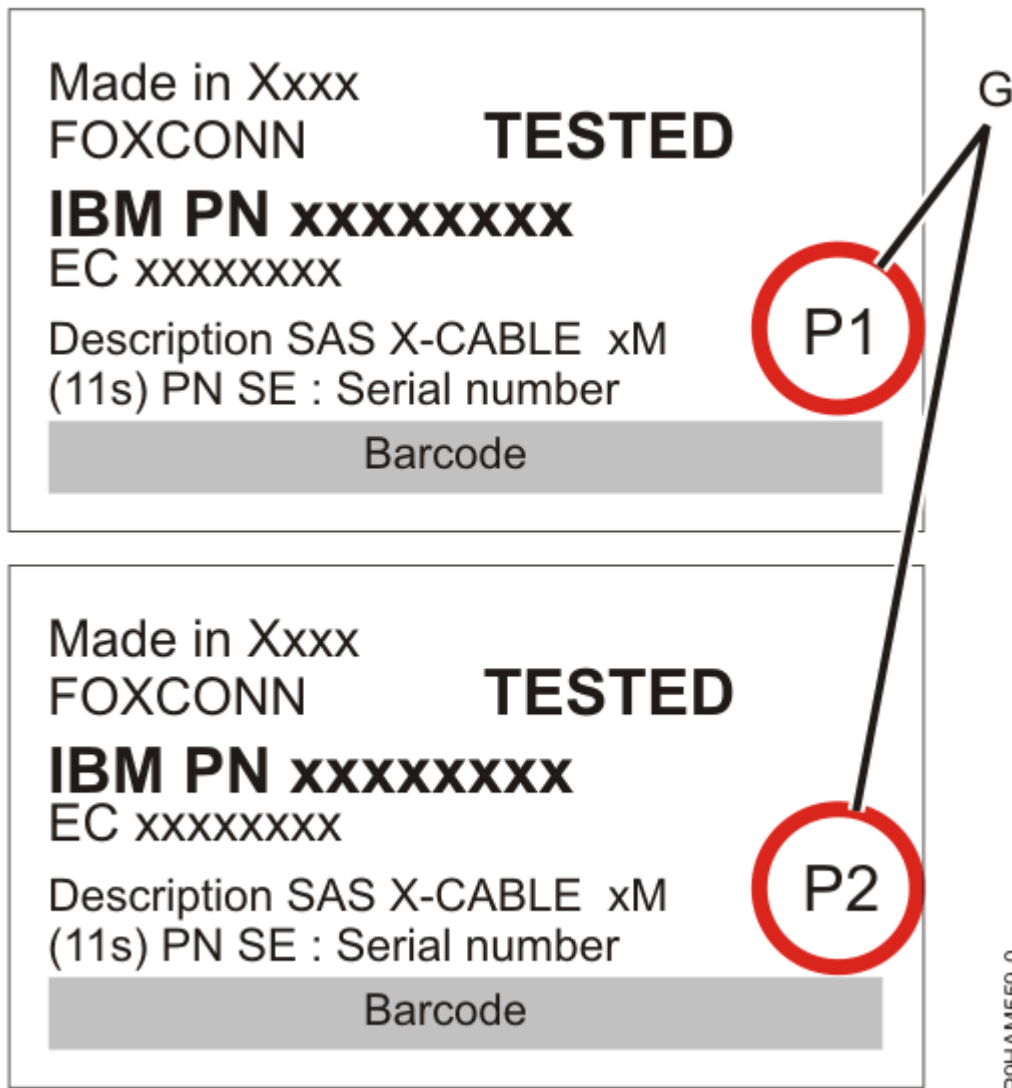 Made in Xxxx
FOXCONN TESTED
IBM PN xxxxxxxx
EC xxxxxxxx
Description SAS X-CABLE xM
(11s) PN SE : Serial number
P1
Barcode
G
Made in Xxxx
FOXCONN TESTED
IBM PN xxxxxxxx
EC xxxxxxxx
Description SAS X-CABLE xM
(11s) PN SE : Serial number
P2
Barcode